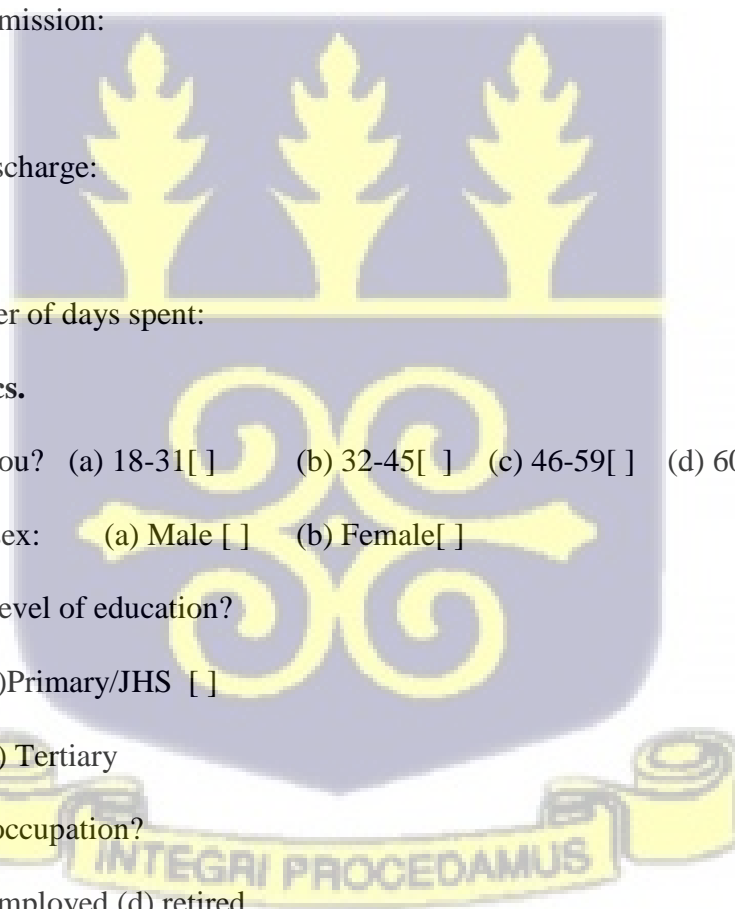 mission:
scharge:
er of days spent:
cs.
ou? (a) 18-31[ ] (b) 32-45[ ] (c) 46-59[ ] (d) 60
ex: (a) Male [ ] (b) Female[ ]
evel of education?
)Primary/JHS [ ]
) Tertiary
occupation?
INTEGRI PROCEDAMUS
mployed (d) retired